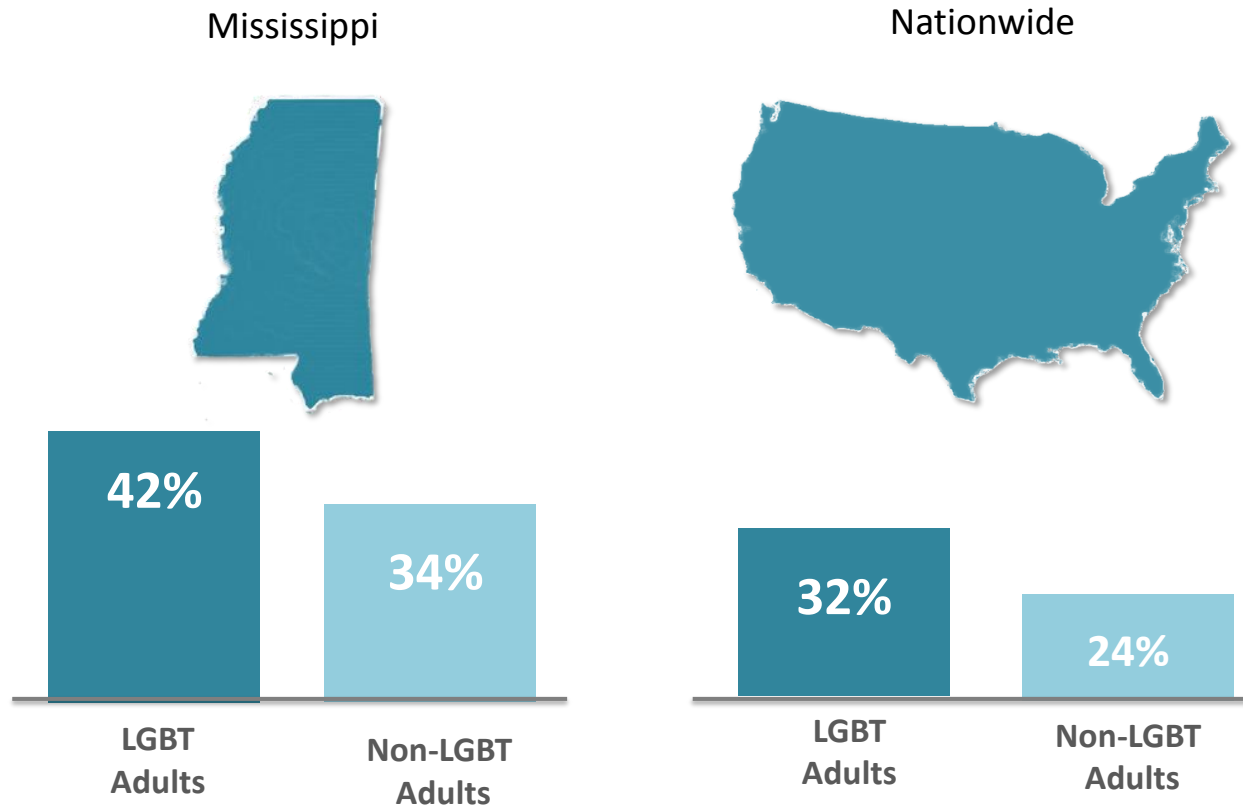 Mississippi
Nationwide
42%
34%
32%
24%
LGBT
Adults
Non-LGBT
Adults
LGBT
Adults
Non-LGBT
Adults